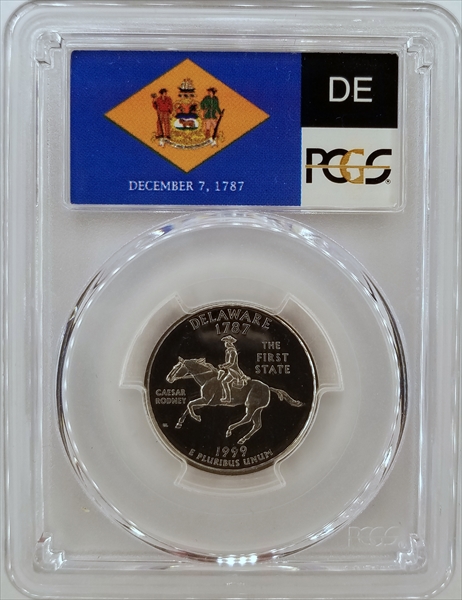 DE
PCGS
DECEMBER 7, 1787
DELAWARE
1787
THE
FIRST
STATE
CAESAR
RODNEY
1999
E PLURIBUS UNUM
PCGS